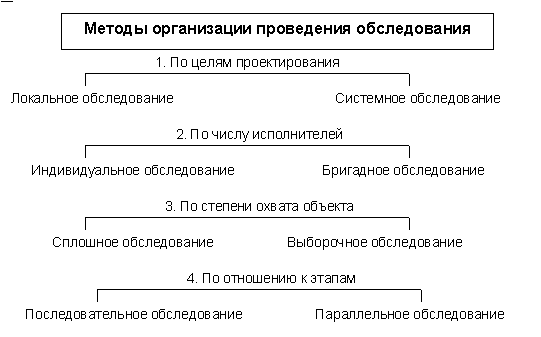 Методы организации проведения обследования
1. По целям проектирования
Локальное обследование Системное обследование
2. По числу исполнителей
Индивидуальное обследование Бригадное обследование
3. По степени охвата объекта
Сплошное обследование Выборочное обследование
4. По отношению к этапам
Последовательное обследование Параллельное обследование